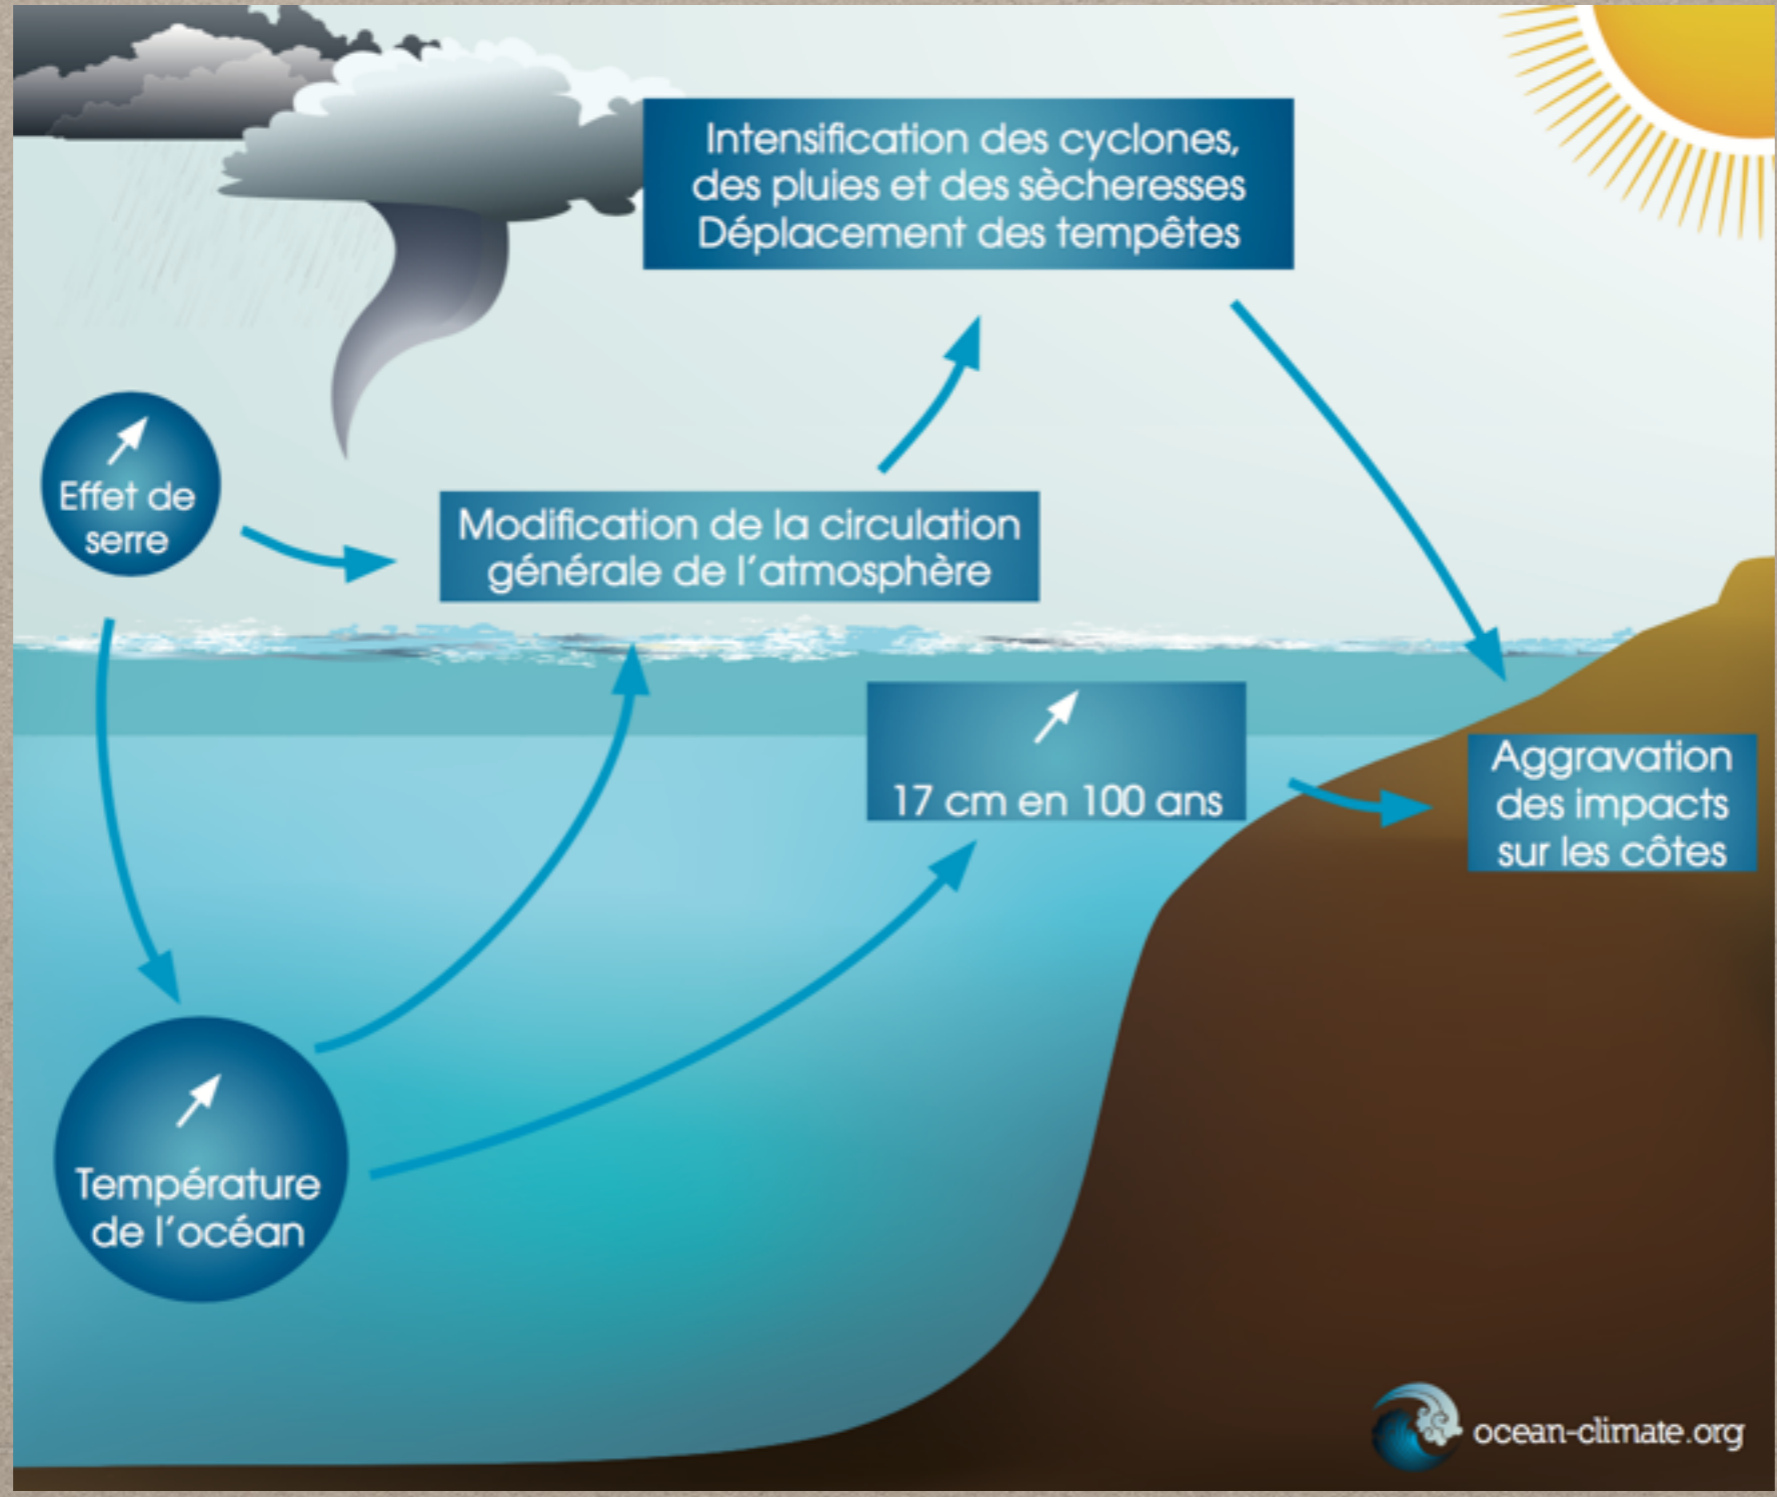 Intensification des cyclones,
des pluies et des sècheresses
Déplacement des tempêtes
Effet de
serre
Modification de la circulation
générale de l'atmosphère
17 cm en 100 ans
Aggravation
des impacts
sur les côtes
Température
de l'océan
ocean-climate.org